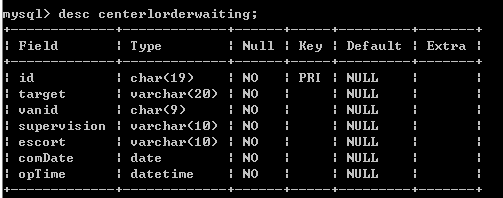 mysql> desc centerlorderwaiting;
+-------------+-------------+------+-----+---------+-------+
| Field | Type | Null | Key | Default | Extra |
+-------------+-------------+------+-----+---------+-------+
| id | char(19) | NO | PRI | NULL | |
| target | varchar(20) | NO | | NULL | |
| vanid | char(9) | NO | | NULL | |
| supervision | varchar(10) | NO | | NULL | |
| escort | varchar(10) | NO | | NULL | |
| comDate | date | NO | | NULL | |
| opTime | datetime | NO | | NULL | |
+-------------+-------------+------+-----+---------+-------+